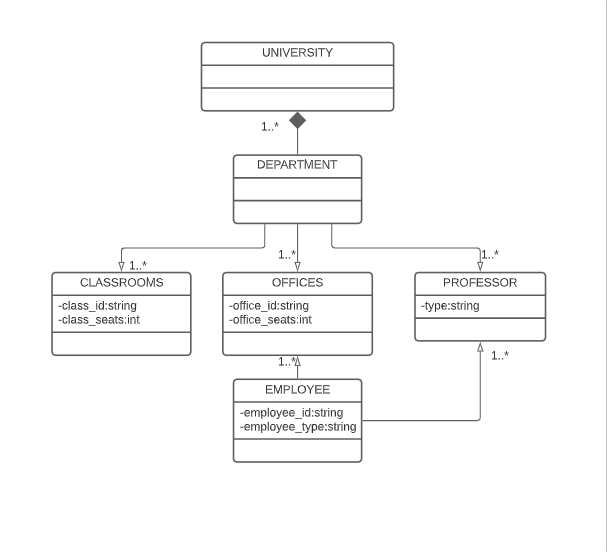 UNIVERSITY
1..*
DEPARTMENT
1..*
1..*
1..*
CLASSROOMS
-class_id:string
-class_seats:int
OFFICES
-office_id:string
-office_seats:int
PROFESSOR
-type:string
1..*
1..*
EMPLOYEE
-employee_id:string
-employee_type:string